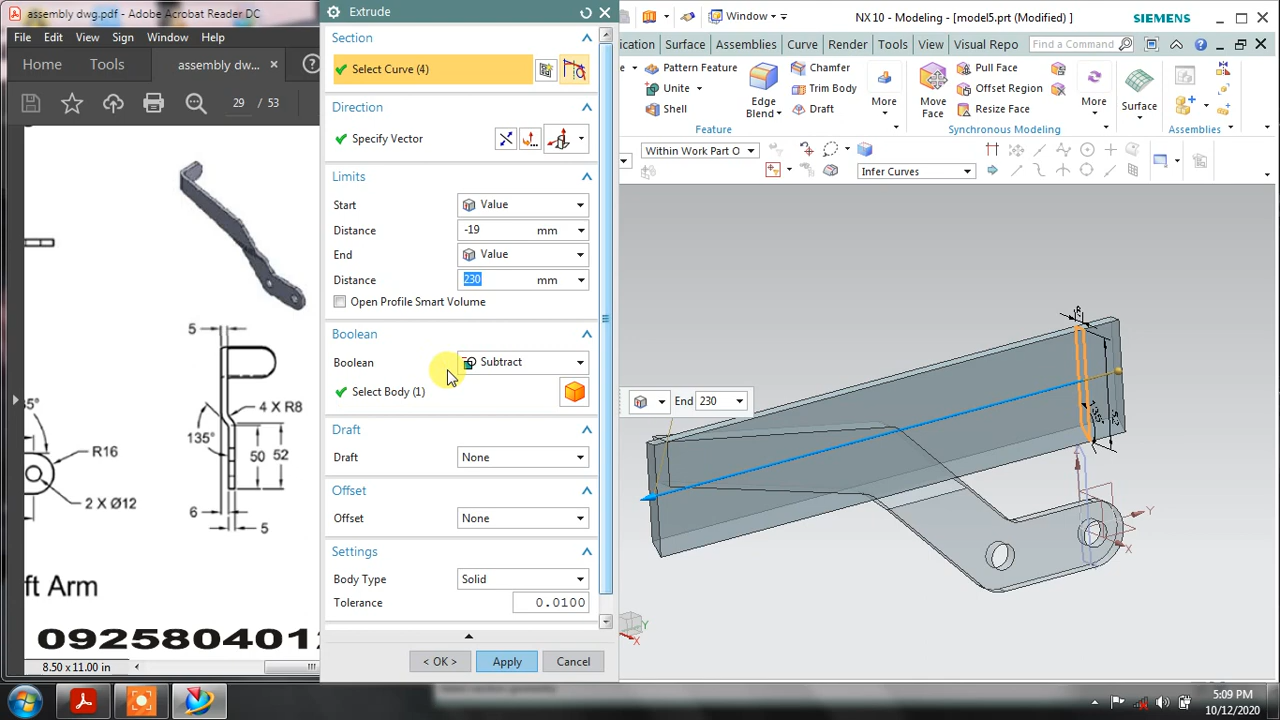 29 - assembly dwg.pdf - Adobe Acrobat Reader DC
File Edit View Sign Window Help
Home Tools assembly dw...
29 / 53
5
4 X R8
135°
50 52
R16
2 X Ø12
6
5
ft Arm
0925804012
8.50 x 11.00 in
Extrude
Section
Select Curve (4)
Direction
Specify Vector
Limits
Start Value
Distance -19 mm
End Value
Distance 230 mm
Open Profile Smart Volume
Boolean
Boolean Subtract
Select Body (1)
Draft
Draft None
Offset
Offset None
Settings
Body Type Solid
Tolerance 0.0100
< OK > Apply Cancel
Window
NX 10 - Modeling - [model5.prt (Modified) ]
SIEMENS
ication Surface Assemblies Curve Render Tools View Visual Repo Find a Command
Pattern Feature
Unite
Shell
Edge Blend
Chamfer
Trim Body
Draft
More
Move Face
Pull Face
Offset Region
Resize Face
More
Surface
Feature Synchronous Modeling Assemblies
Within Work Part O
Infer Curves
End 230
135°
52
Y
X
Y
X
5:09 PM
10/12/2020